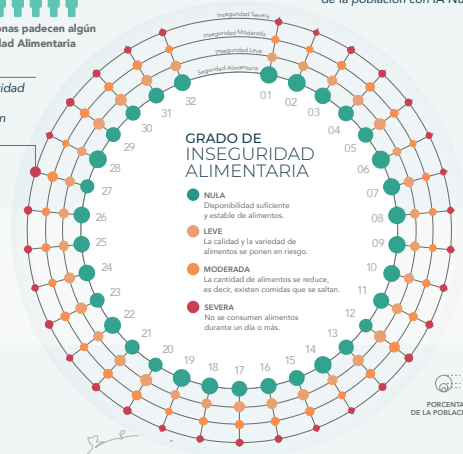 de la población con IA Nu
onas padecen algún
dad Alimentaria
ridad
n
Inseguridad Severa
Inseguridad Moderada
Inseguridad Leve
Seguridad Alimentaria
01
02
03
04
05
06
07
08
09
10
11
12
13
14
15
16
17
18
19
20
21
22
23
24
25
26
27
28
29
30
31
32
GRADO DE
INSEGURIDAD
ALIMENTARIA
NULA
Disponibilidad suficiente
y estable de alimentos.
LEVE
La calidad y la variedad de
alimentos se ponen en riesgo.
MODERADA
La cantidad de alimentos se reduce,
es decir, existen comidas que se saltan.
SEVERA
No se consumen alimentos
durante un día o más.
PORCENTA
DE LA POBLAC